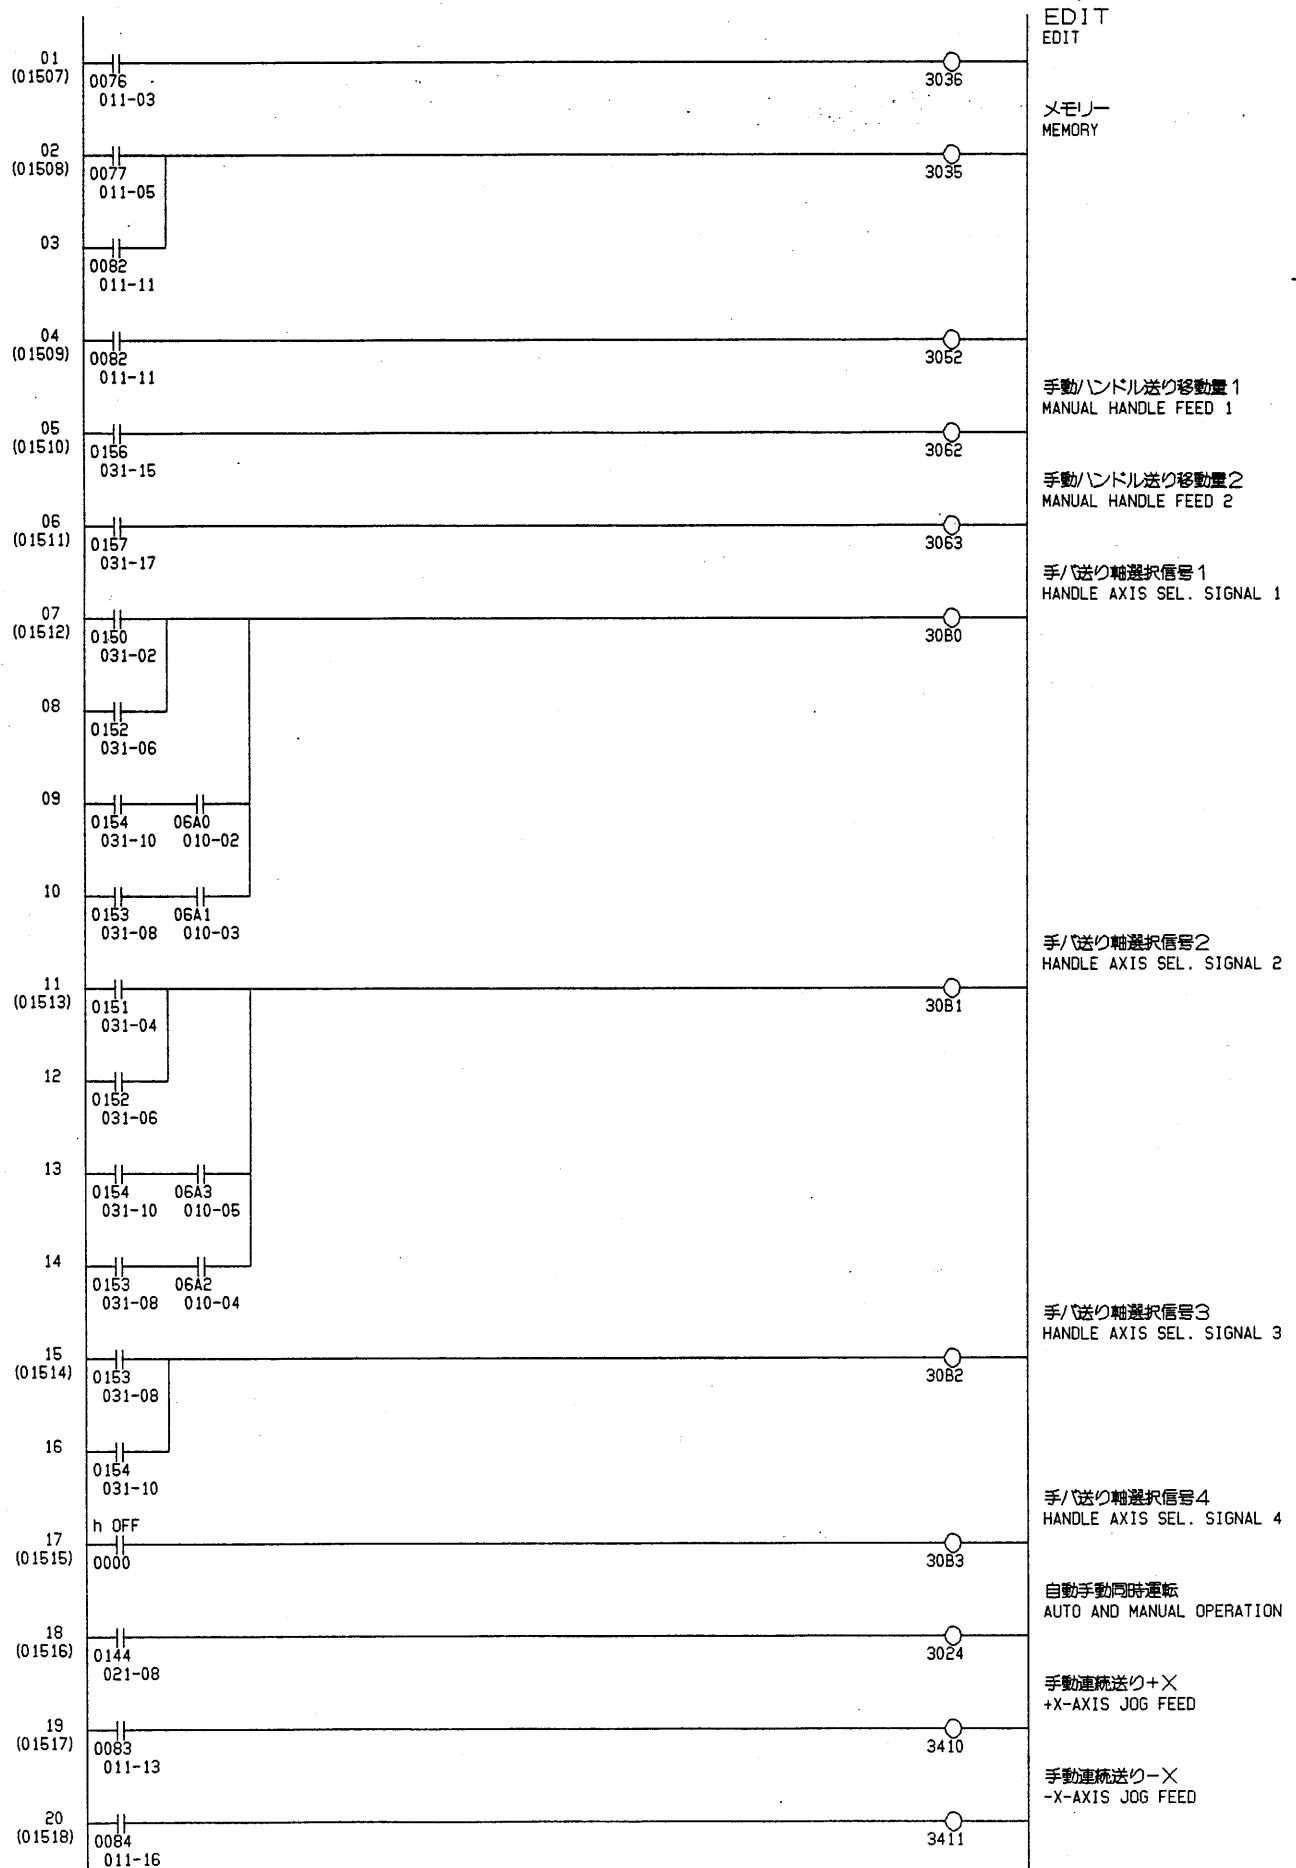 EDIT
EDIT
01
(01507)
0076
011-03
3036
メモリー
MEMORY
02
(01508)
0077
011-05
3035
03
0082
011-11
04
(01509)
0082
011-11
3052
手動ハンドル送り移動量1
MANUAL HANDLE FEED 1
05
(01510)
0156
031-15
3062
手動ハンドル送り移動量2
MANUAL HANDLE FEED 2
06
(01511)
0157
031-17
3063
手パ送り軸選択信号1
HANDLE AXIS SEL. SIGNAL 1
07
(01512)
0150
031-02
30B0
08
0152
031-06
09
0154 06A0
031-10 010-02
10
0153 06A1
031-08 010-03
手パ送り軸選択信号2
HANDLE AXIS SEL. SIGNAL 2
11
(01513)
0151
031-04
30B1
12
0152
031-06
13
0154 06A3
031-10 010-05
14
0153 06A2
031-08 010-04
手パ送り軸選択信号3
HANDLE AXIS SEL. SIGNAL 3
15
(01514)
0153
031-08
30B2
16
0154
031-10
手パ送り軸選択信号4
HANDLE AXIS SEL. SIGNAL 4
h OFF
17
(01515)
0000
30B3
自動手動同時運転
AUTO AND MANUAL OPERATION
18
(01516)
0144
021-08
3024
手動連続送り+X
+X-AXIS JOG FEED
19
(01517)
0083
011-13
3410
手動連続送り-X
-X-AXIS JOG FEED
20
(01518)
0084
011-16
3411